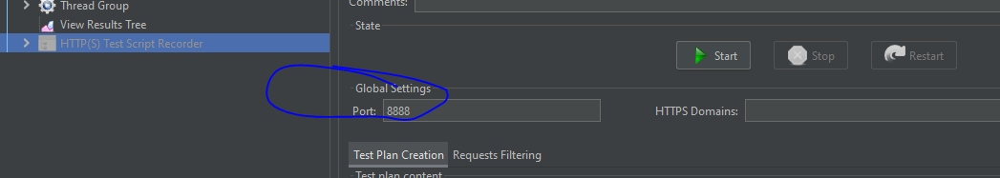 Comments:
Thread Group
View Results Tree
State
HTTP(S) Test Script Recorder
Start Stop Restart
Global Settings
Port: 8888 HTTPS Domains:
Test Plan Creation Requests Filtering
Test plan content